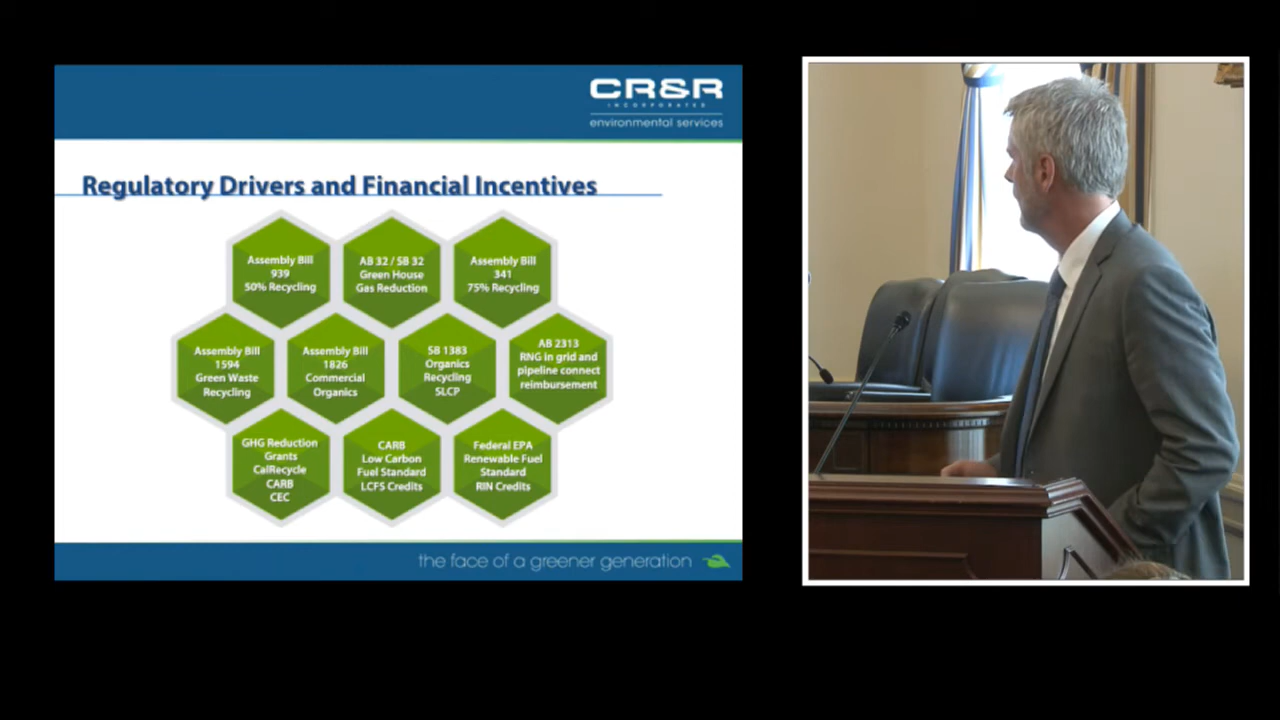 CR&R
INCORPORATED
environmental services
Regulatory Drivers and Financial Incentives
Assembly Bill
939
50% Recycling
AB 32 / SB 32
Green House
Gas Reduction
Assembly Bill
341
75% Recycling
Assembly Bill
1594
Green Waste
Recycling
Assembly Bill
1826
Commercial
Organics
SB 1383
Organics
Recycling
SLCP
AB 2313
RNG in grid and
pipeline connect
reimbursement
GHG Reduction
Grants
CalRecycle
CARB
CEC
CARB
Low Carbon
Fuel Standard
LCFS Credits
Federal EPA
Renewable Fuel
Standard
RIN Credits
the face of a greener generation